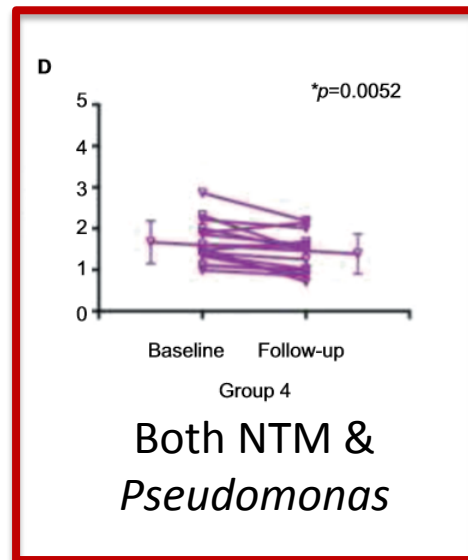 D
*p=0.0052
5
4
3
2
1
0
Baseline Follow-up
Group 4
Both NTM &
Pseudomonas